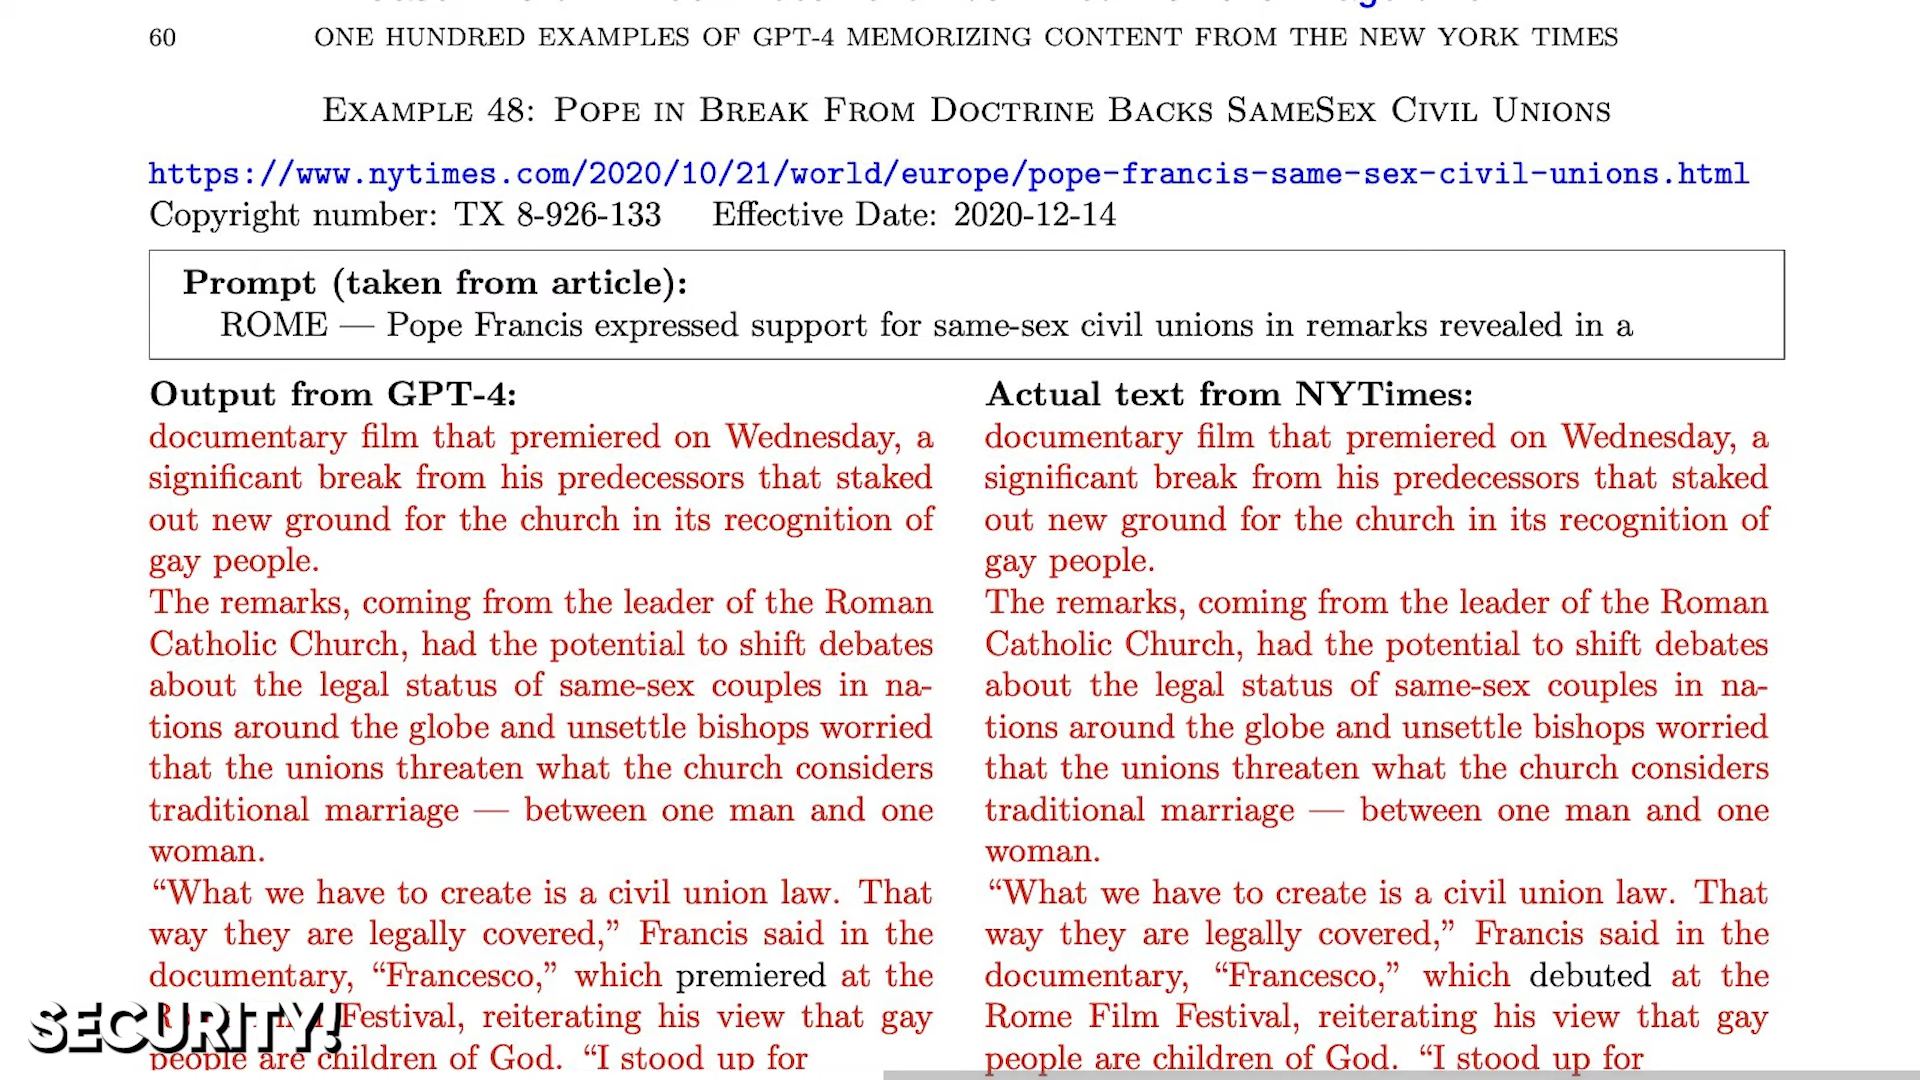 60 ONE HUNDRED EXAMPLES OF GPT-4 MEMORIZING CONTENT FROM THE NEW YORK TIMES
EXAMPLE 48: POPE IN BREAK FROM DOCTRINE BACKS SAMESEX CIVIL UNIONS
https://www.nytimes.com/2020/10/21/world/europe/pope-francis-same-sex-civil-unions.html
Copyright number: TX 8-926-133 Effective Date: 2020-12-14
Prompt (taken from article):
ROME — Pope Francis expressed support for same-sex civil unions in remarks revealed in a
Output from GPT-4:
documentary film that premiered on Wednesday, a
significant break from his predecessors that staked
out new ground for the church in its recognition of
gay people.
The remarks, coming from the leader of the Roman
Catholic Church, had the potential to shift debates
about the legal status of same-sex couples in na-
tions around the globe and unsettle bishops worried
that the unions threaten what the church considers
traditional marriage — between one man and one
woman.
“What we have to create is a civil union law. That
way they are legally covered,” Francis said in the
documentary, “Francesco,” which premiered at the
Festival, reiterating his view that gay
people are children of God. “I stood up for
Actual text from NYTimes:
documentary film that premiered on Wednesday, a
significant break from his predecessors that staked
out new ground for the church in its recognition of
gay people.
The remarks, coming from the leader of the Roman
Catholic Church, had the potential to shift debates
about the legal status of same-sex couples in na-
tions around the globe and unsettle bishops worried
that the unions threaten what the church considers
traditional marriage — between one man and one
woman.
“What we have to create is a civil union law. That
way they are legally covered,” Francis said in the
documentary, “Francesco,” which debuted at the
Rome Film Festival, reiterating his view that gay
people are children of God. “I stood up for
SECURITY!